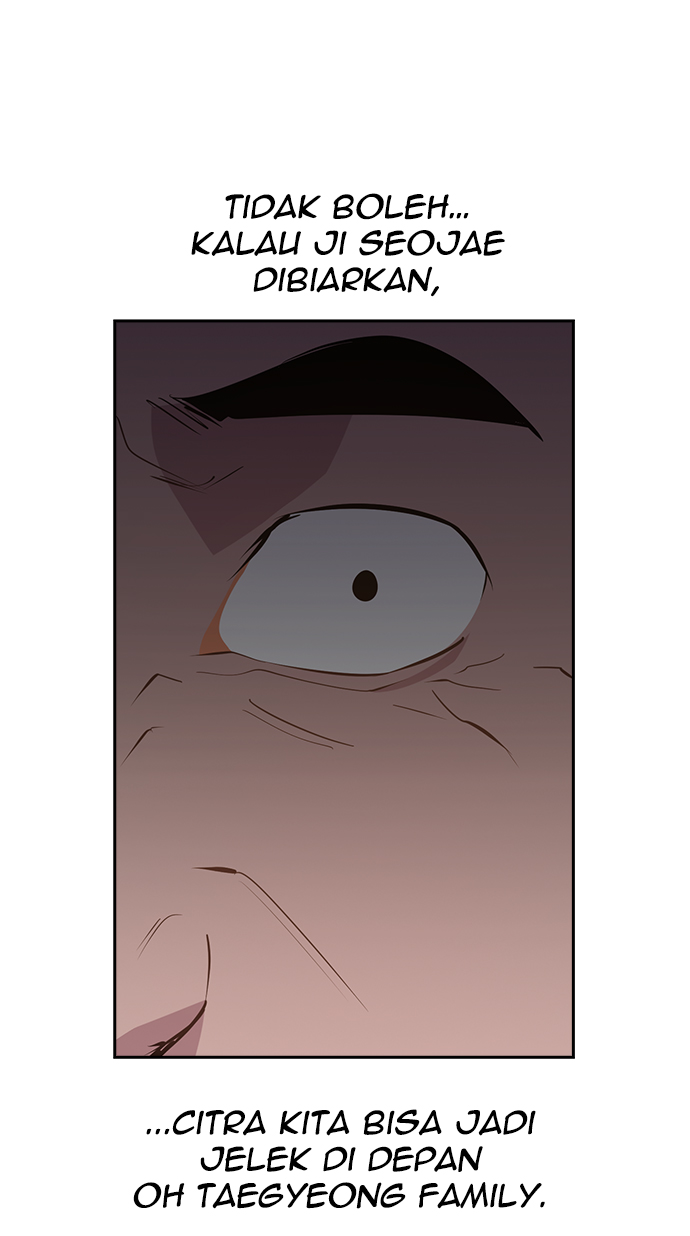 TIDAK BOLEH...
KALAU JI SEOJAE
DIBIARKAN,
...CITRA KITA BISA JADI
JELEK DI DEPAN
OH TAEGYEONG FAMILY.